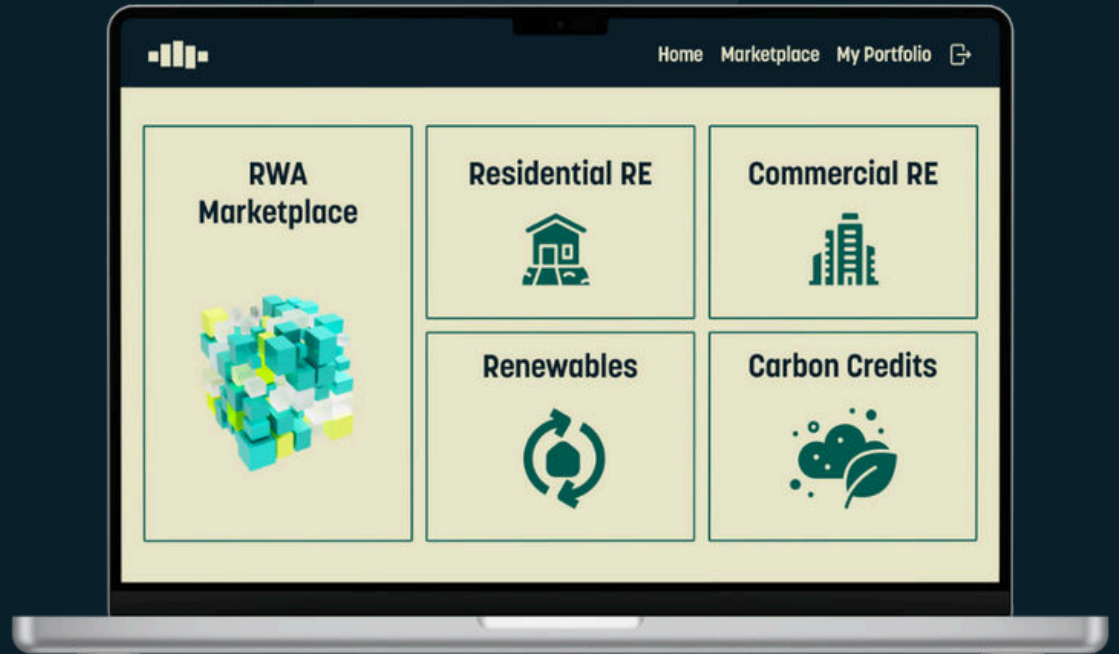 Home Marketplace My Portfolio
RWA
Marketplace
Residential RE
Commercial RE
Renewables
Carbon Credits